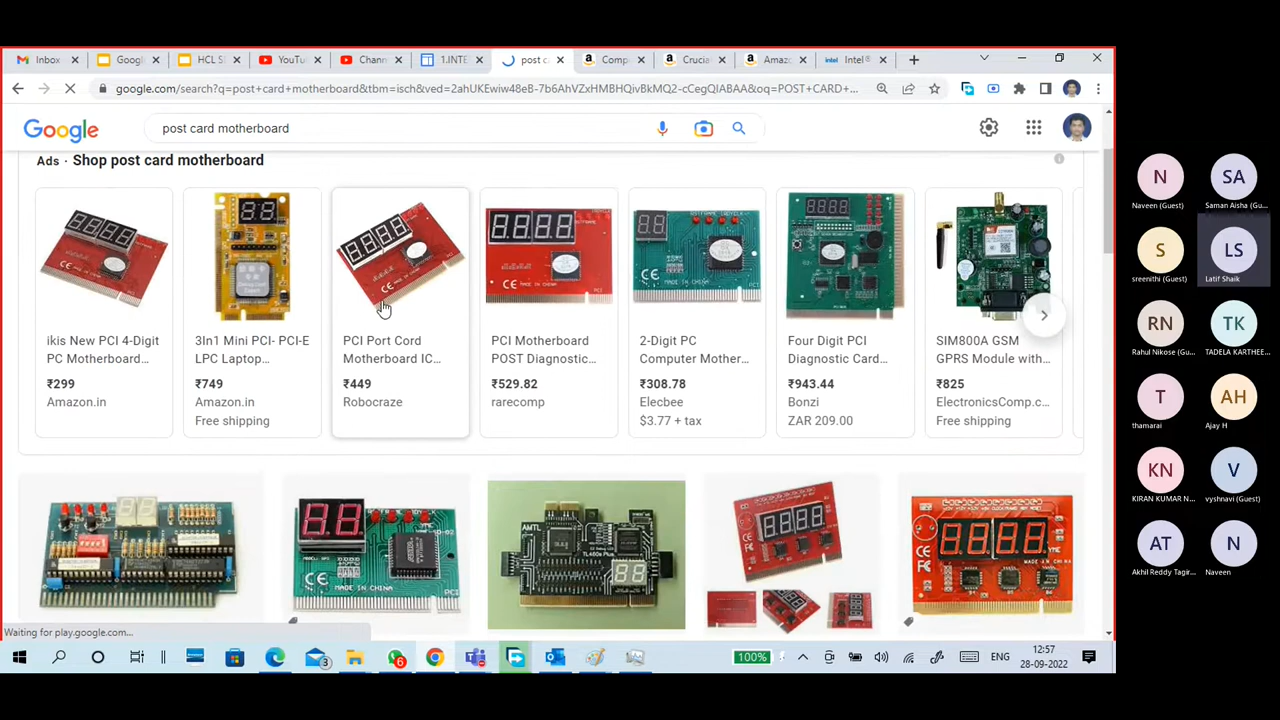 Inbox
Googl
HCL S
YouTu
Chann
1.INTE
post c
Comp
Crucia
Amaz
Intel®
google.com/search?q=post+card+motherboard&tbm=isch&ved=2ahUKEwiw48eB-7b6AhVZxHMBHQivBkMQ2-cCegQIABAA&oq=POST+CARD+...
Google
post card motherboard
Ads · Shop post card motherboard
ikis New PCI 4-Digit
PC Motherboard...
₹299
Amazon.in
3In1 Mini PCI- PCI-E
LPC Laptop...
₹749
Amazon.in
Free shipping
PCI Port Cord
Motherboard IC...
₹449
Robocraze
PCI Motherboard
POST Diagnostic...
₹529.82
rarecomp
2-Digit PC
Computer Mother...
₹308.78
Elecbee
$3.77 + tax
Four Digit PCI
Diagnostic Card...
₹943.44
Bonzi
ZAR 209.00
SIM800A GSM
GPRS Module with...
₹825
ElectronicsComp.c...
Free shipping
MADE IN CHINA
PCI
Waiting for play.google.com...
3
6
100%
ENG
12:57
28-09-2022
N
Naveen (Guest)
SA
Saman Aisha (Gu...
S
sreenithi (Guest)
LS
Latif Shaik
RN
Rahul Nikose (Gu...
TK
TADELA KARTHEE...
T
thamarai
AH
Ajay H
KN
KIRAN KUMAR N...
V
vyshnavi (Guest)
AT
Akhil Reddy Tagir...
N
Naveen